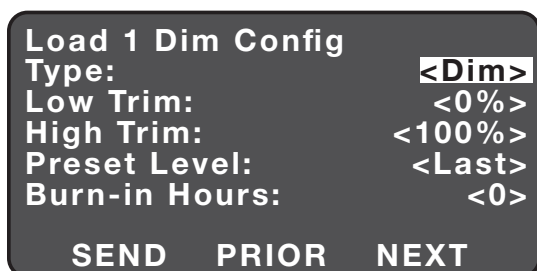 Load 1 Dim Config
Type: <Dim>
Low Trim: <0%>
High Trim: <100%>
Preset Level: <Last>
Burn-in Hours: <0>
SEND PRIOR NEXT